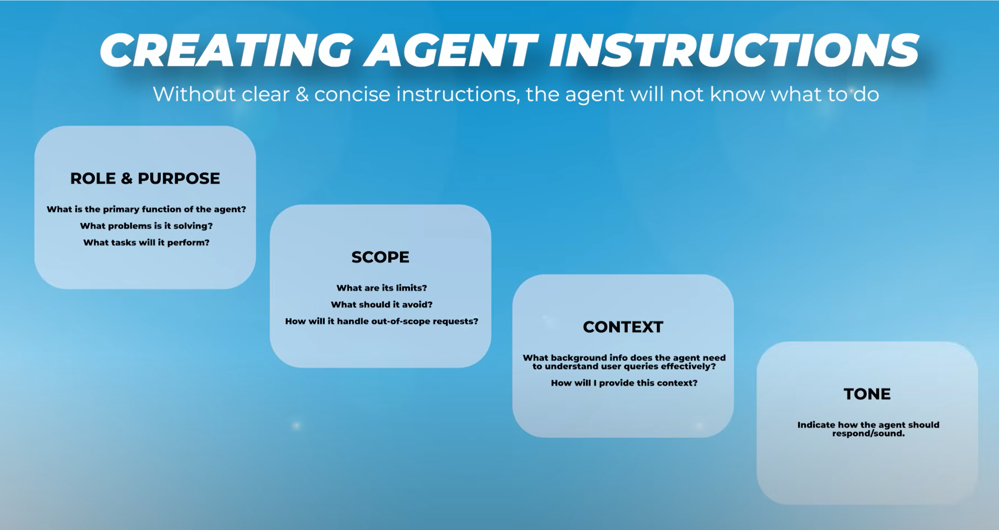 CREATING AGENT INSTRUCTIONS
Without clear & concise instructions, the agent will not know what to do
ROLE & PURPOSE
What is the primary function of the agent?
What problems is it solving?
What tasks will it perform?
SCOPE
What are its limits?
What should it avoid?
How will it handle out-of-scope requests?
CONTEXT
What background info does the agent need
to understand user queries effectively?
How will I provide this context?
TONE
Indicate how the agent should
respond/sound.